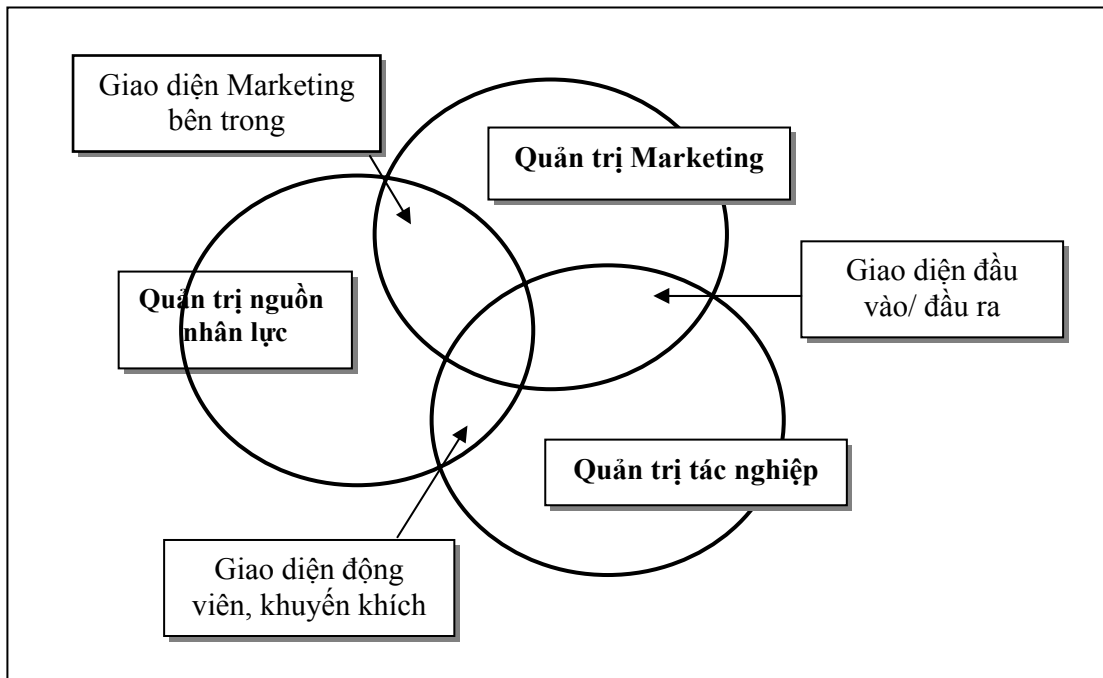 Giao diện Marketing
bên trong
Quản trị Marketing
Giao diện đầu
vào/ đầu ra
Quản trị nguồn
nhân lực
Quản trị tác nghiệp
Giao diện động
viên, khuyến khích